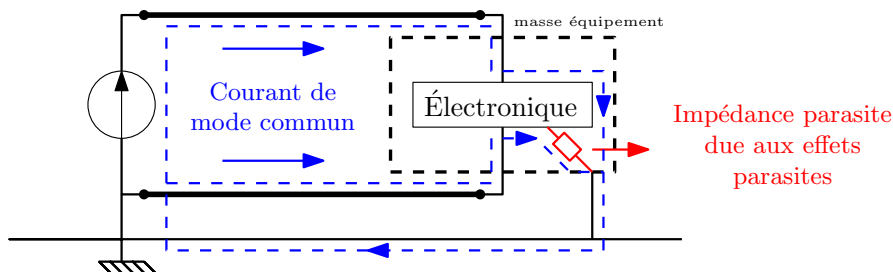 masse équipement
Courant de
mode commun
Électronique
Impédance parasite
due aux effets
parasites